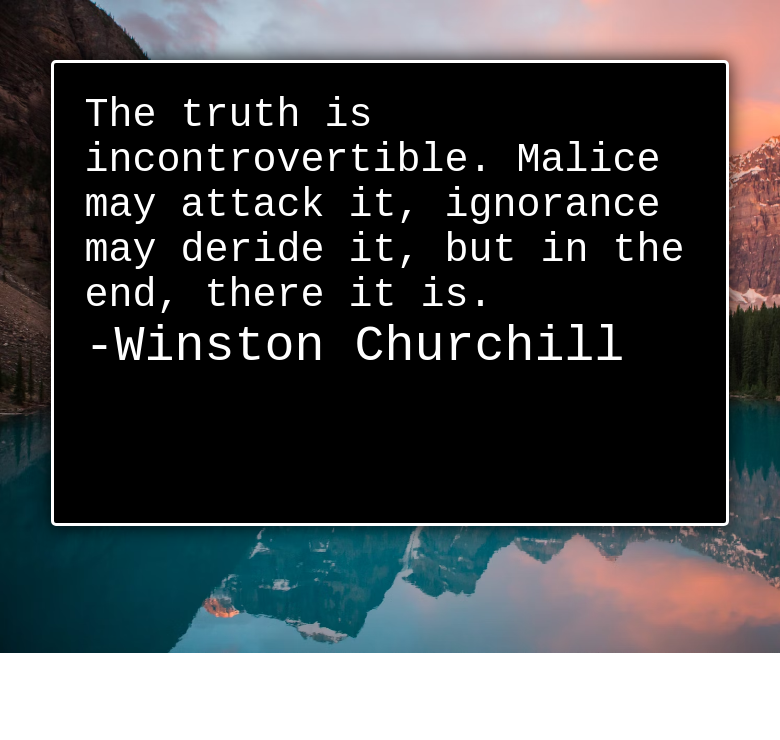 The truth is
incontrovertible. Malice
may attack it, ignorance
may deride it, but in the
end, there it is.
-Winston Churchill